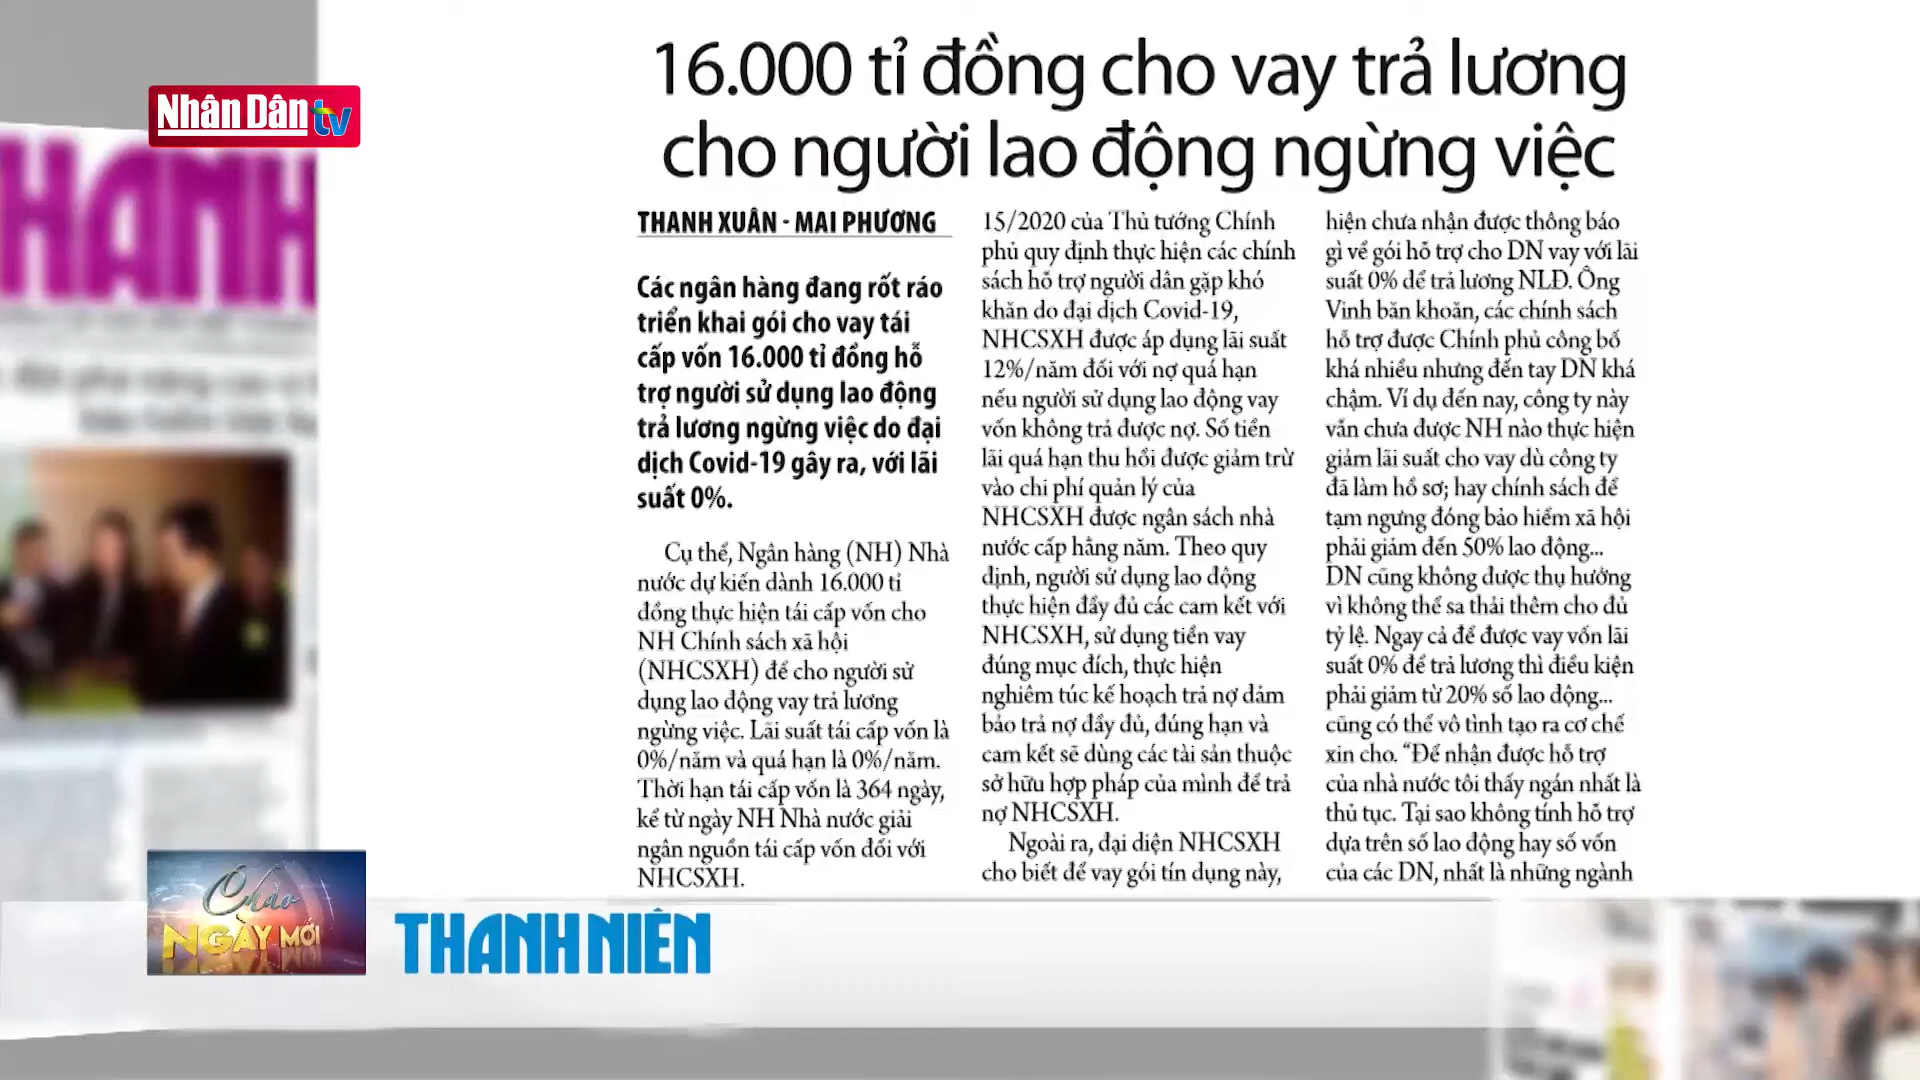 16.000 tỉ đồng cho vay trả lương
cho người lao động ngừng việc
Nhân Dân tv
HANH
THANH XUÂN - MAI PHƯƠNG
Các ngân hàng đang rốt ráo
triển khai gói cho vay tái
cấp vốn 16.000 tỉ đồng hỗ
trợ người sử dụng lao động
trả lương ngừng việc do đại
dịch Covid-19 gây ra, với lãi
suất 0%.
Cụ thể, Ngân hàng (NH) Nhà
nước dự kiến dành 16.000 tỉ
đồng thực hiện tái cấp vốn cho
NH Chính sách xã hội
(NHCSXH) để cho người sử
dụng lao động vay trả lương
ngừng việc. Lãi suất tái cấp vốn là
0%/năm và quá hạn là 0%/năm.
Thời hạn tái cấp vốn là 364 ngày,
kể từ ngày NH Nhà nước giải
ngân nguồn tái cấp vốn đối với
NHCSXH.
15/2020 của Thủ tướng Chính
phủ quy định thực hiện các chính
sách hỗ trợ người dân gặp khó
khăn do đại dịch Covid-19,
NHCSXH được áp dụng lãi suất
12%/năm đối với nợ quá hạn
nếu người sử dụng lao động vay
vốn không trả được nợ. Số tiền
lãi quá hạn thu hồi được giảm trừ
vào chi phí quản lý của
NHCSXH được ngân sách nhà
nước cấp hằng năm. Theo quy
định, người sử dụng lao động
thực hiện đầy đủ các cam kết với
NHCSXH, sử dụng tiền vay
đúng mục đích, thực hiện
nghiêm túc kế hoạch trả nợ đảm
bảo trả nợ đầy đủ, đúng hạn và
cam kết sẽ dùng các tài sản thuộc
sở hữu hợp pháp của mình để trả
nợ NHCSXH.
Ngoài ra, đại diện NHCSXH
cho biết để vay gói tín dụng này,
hiện chưa nhận được thông báo
gì về gói hỗ trợ cho DN vay với lãi
suất 0% để trả lương NLĐ. Ông
Vinh băn khoăn, các chính sách
hỗ trợ được Chính phủ công bố
khá nhiều nhưng đến tay DN khá
chậm. Ví dụ đến nay, công ty này
vẫn chưa được NH nào thực hiện
giảm lãi suất cho vay dù công ty
đã làm hồ sơ; hay chính sách để
tạm ngưng đóng bảo hiểm xã hội
phải giảm đến 50% lao động...
DN cũng không được thụ hưởng
vì không thể sa thải thêm cho đủ
tỷ lệ. Ngay cả để được vay vốn lãi
suất 0% để trả lương thì điều kiện
phải giảm từ 20% số lao động...
cũng có thể vô tình tạo ra cơ chế
xin cho. “Để nhận được hỗ trợ
của nhà nước tôi thấy ngán nhất là
thủ tục. Tại sao không tính hỗ trợ
dựa trên số lao động hay số vốn
của các DN, nhất là những ngành
Chào
NGÀY MỚI
THANH NIÊN